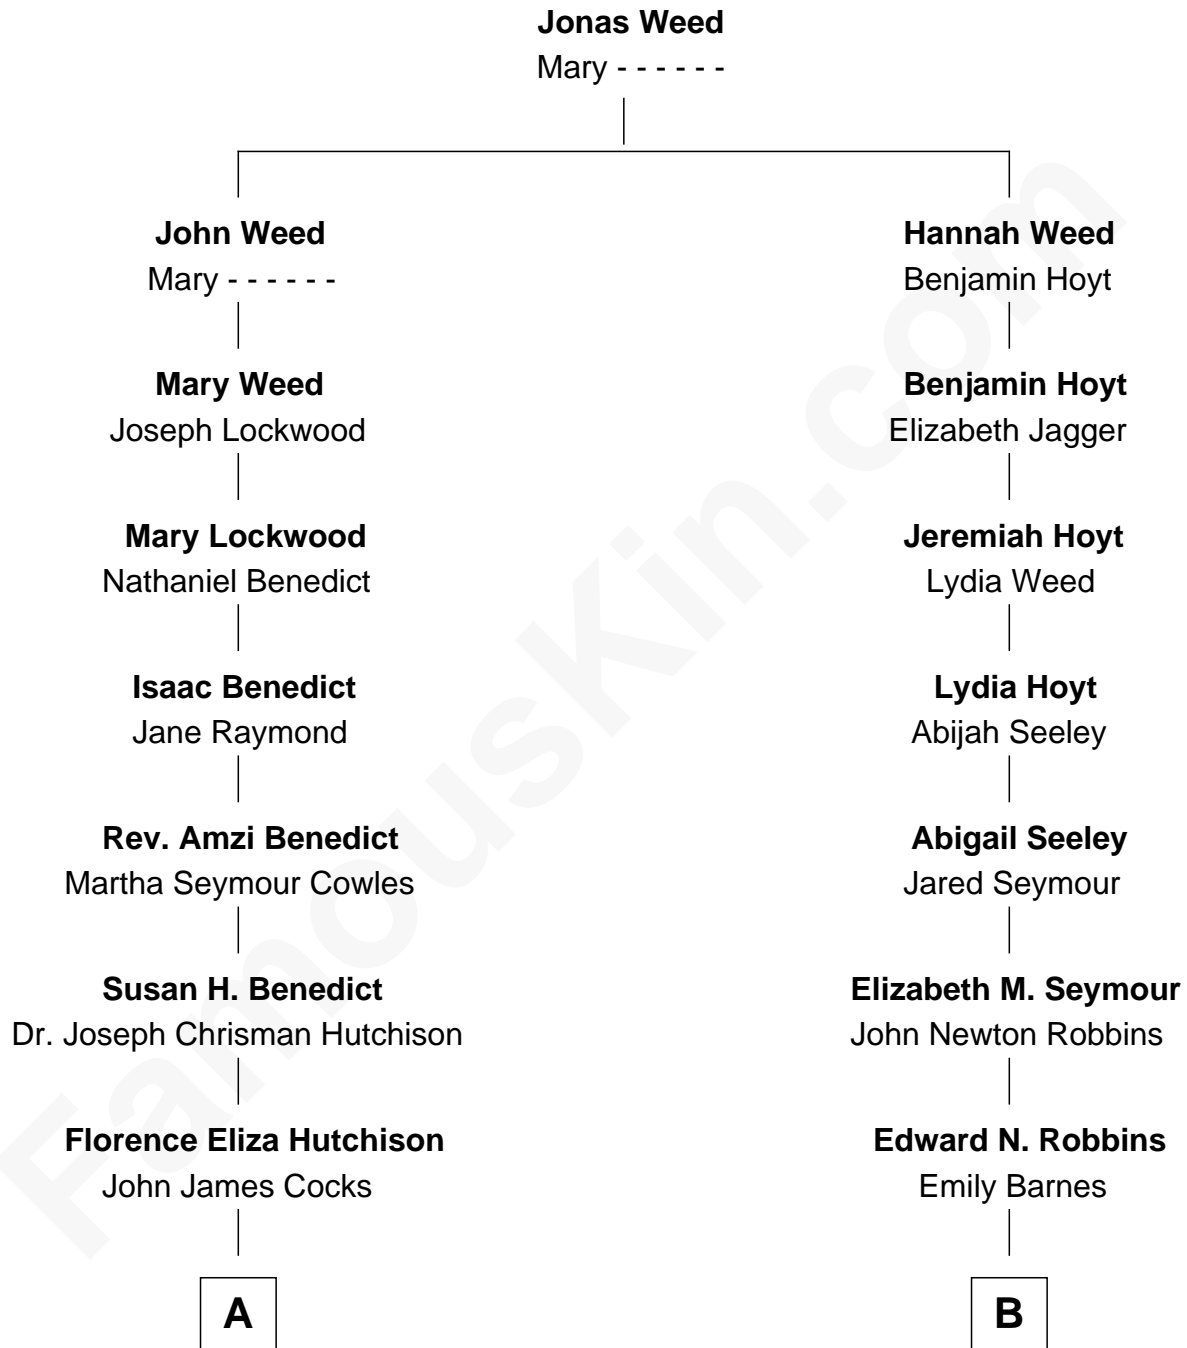 Jonas Weed
Mary - - - - - -
John Weed
Mary - - - - - -
Hannah Weed
Benjamin Hoyt
Mary Weed
Joseph Lockwood
Benjamin Hoyt
Elizabeth Jagger
Mary Lockwood
Nathaniel Benedict
Jeremiah Hoyt
Lydia Weed
Isaac Benedict
Jane Raymond
Lydia Hoyt
Abijah Seeley
Rev. Amzi Benedict
Martha Seymour Cowles
Abigail Seeley
Jared Seymour
Susan H. Benedict
Dr. Joseph Chrisman Hutchison
Elizabeth M. Seymour
John Newton Robbins
Florence Eliza Hutchison
John James Cocks
Edward N. Robbins
Emily Barnes
A
B
FamousKin.com